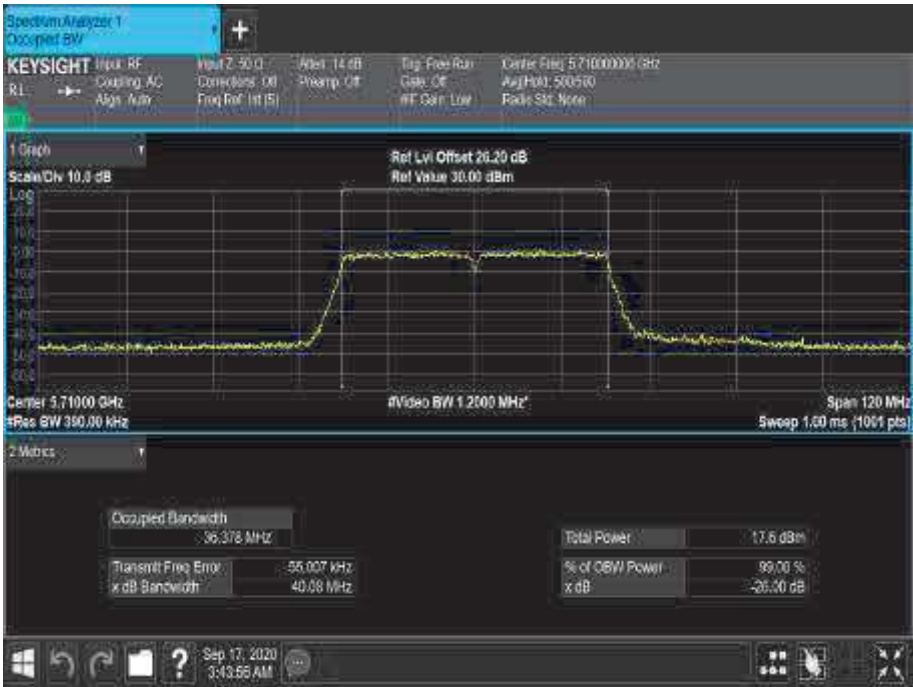 Spectrum Analyzer 1
Occupied BW
KEYSIGHT Input: RF Input Z: 50 Ω Atten: 14 dB Trig: Free Run Center Freq: 5.710000000 GHz
RL Coupling: AC Corrections: Off Preamp: Off Gate: Off Avg|Hold: 500/500
Align: Auto Freq Ref: Int (S) #IF Gain: Low Radio Std: None
1 Graph
Ref Lvl Offset 26.20 dB
Scale/Div 10.0 dB Ref Value 30.00 dBm
Log
Center 5.71000 GHz #Video BW 1.2000 MHz* Span 120 MHz
#Res BW 390.00 kHz Sweep 1.00 ms (1001 pts)
2 Metrics
Occupied Bandwidth
36.378 MHz Total Power 17.6 dBm
Transmit Freq Error -55.007 kHz % of OBW Power 99.00 %
x dB Bandwidth 40.08 MHz x dB -26.00 dB
Sep 17, 2020
3:43:55 AM